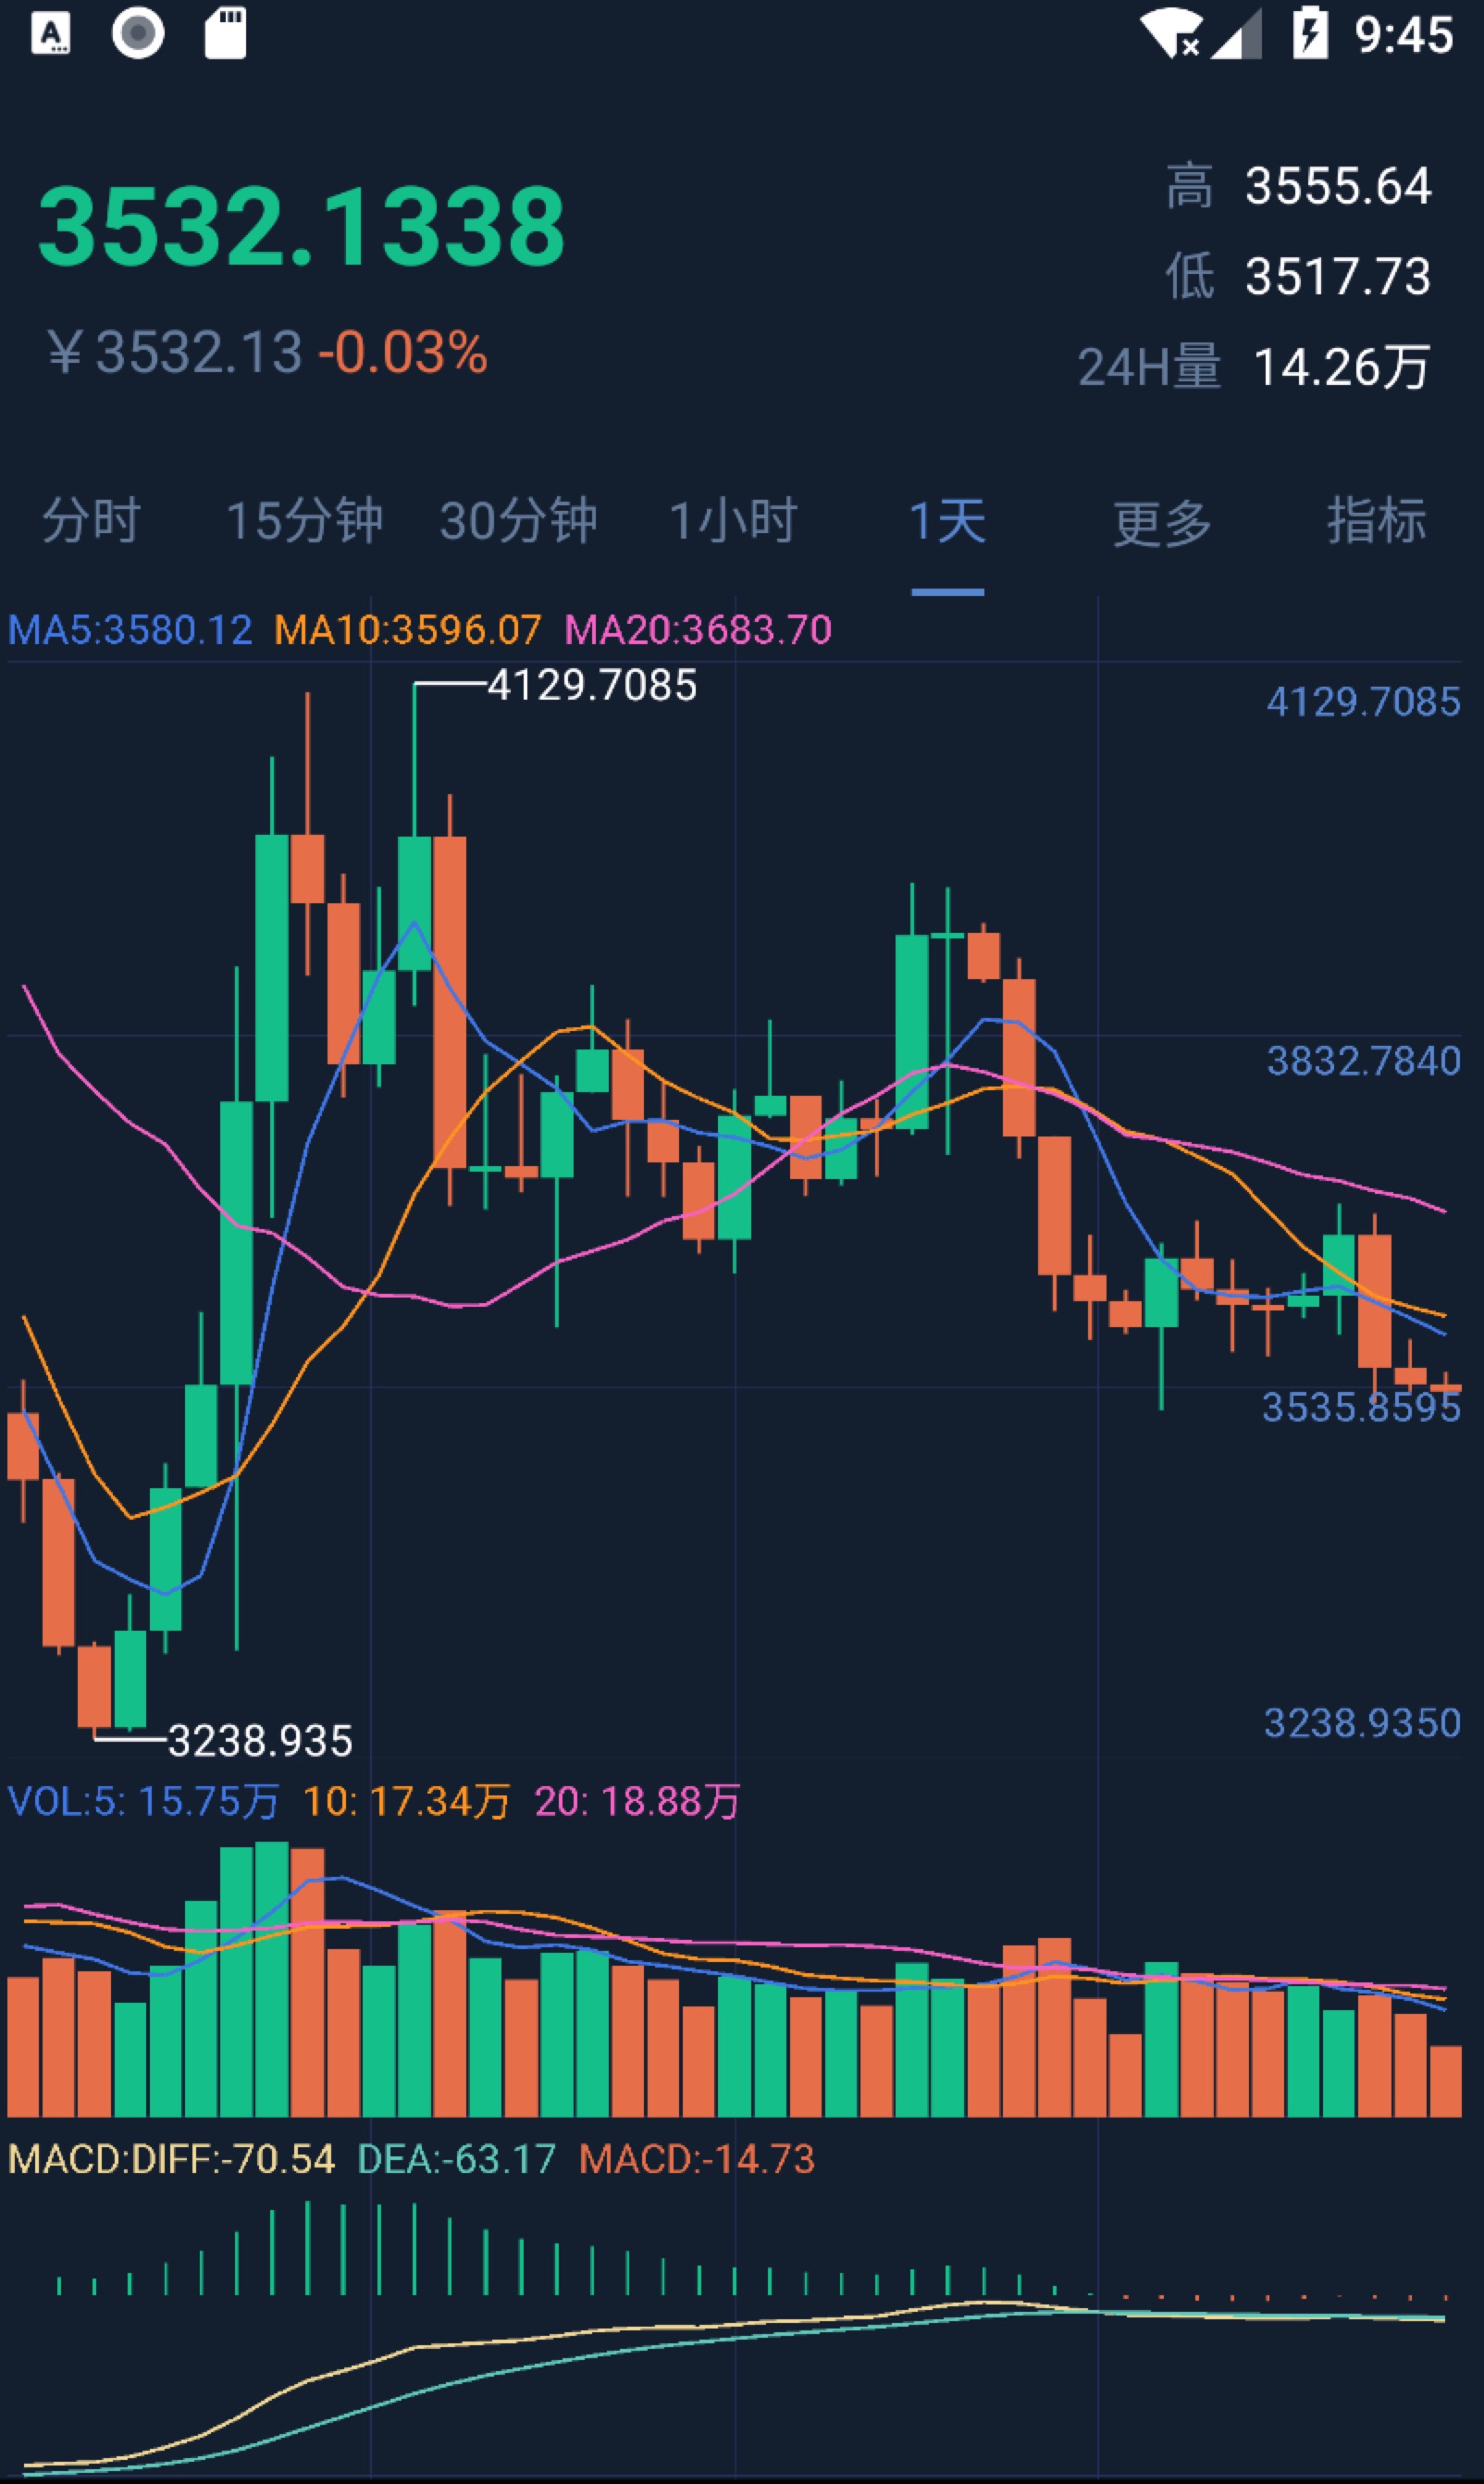 9:45
3532.1338
￥3532.13 -0.03%
高 3555.64
低 3517.73
24H量 14.26万
分时 15分钟 30分钟 1小时 1天 更多 指标
MA5:3580.12 MA10:3596.07 MA20:3683.70
4129.7085
4129.7085
3832.7840
3535.8595
3238.935
3238.9350
VOL:5: 15.75万 10: 17.34万 20: 18.88万
MACD:DIFF:-70.54 DEA:-63.17 MACD:-14.73